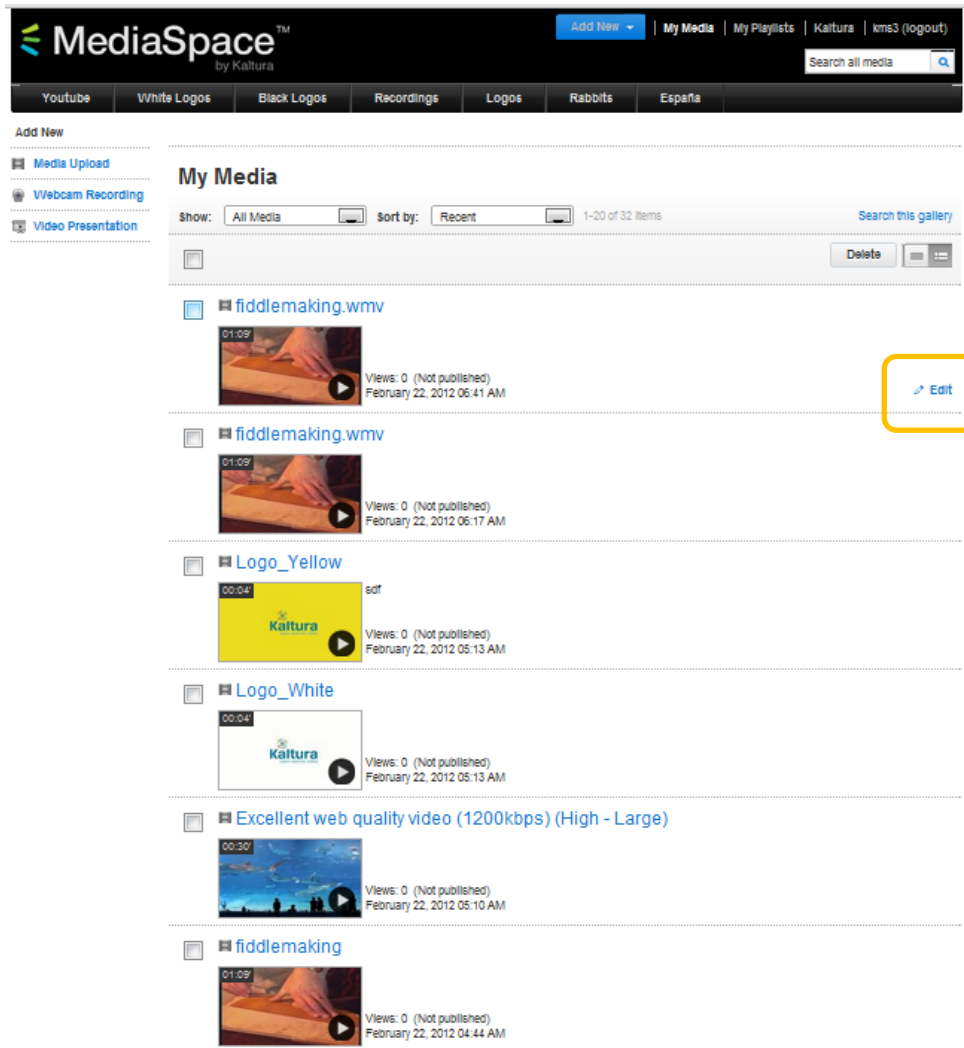 MediaSpace™
by Kaltura
Add New
My Media
My Playlists
Kaltura
kms3 (logout)
Search all media
Youtube
White Logos
Black Logos
Recordings
Logos
Rabbits
España
Add New
Media Upload
Webcam Recording
Video Presentation
My Media
Show: All Media
Sort by: Recent
1-20 of 32 items
Search this gallery
Delete
fiddlemaking.wmv
01:09'
Views: 0 (Not published)
February 22, 2012 06:41 AM
Edit
fiddlemaking.wmv
01:09'
Views: 0 (Not published)
February 22, 2012 06:17 AM
Logo_Yellow
00:04'
sdf
Kaltura
Views: 0 (Not published)
February 22, 2012 05:13 AM
Logo_White
00:04'
Kaltura
Views: 0 (Not published)
February 22, 2012 05:13 AM
Excellent web quality video (1200kbps) (High - Large)
00:30'
Views: 0 (Not published)
February 22, 2012 05:10 AM
fiddlemaking
01:09'
Views: 0 (Not published)
February 22, 2012 04:44 AM